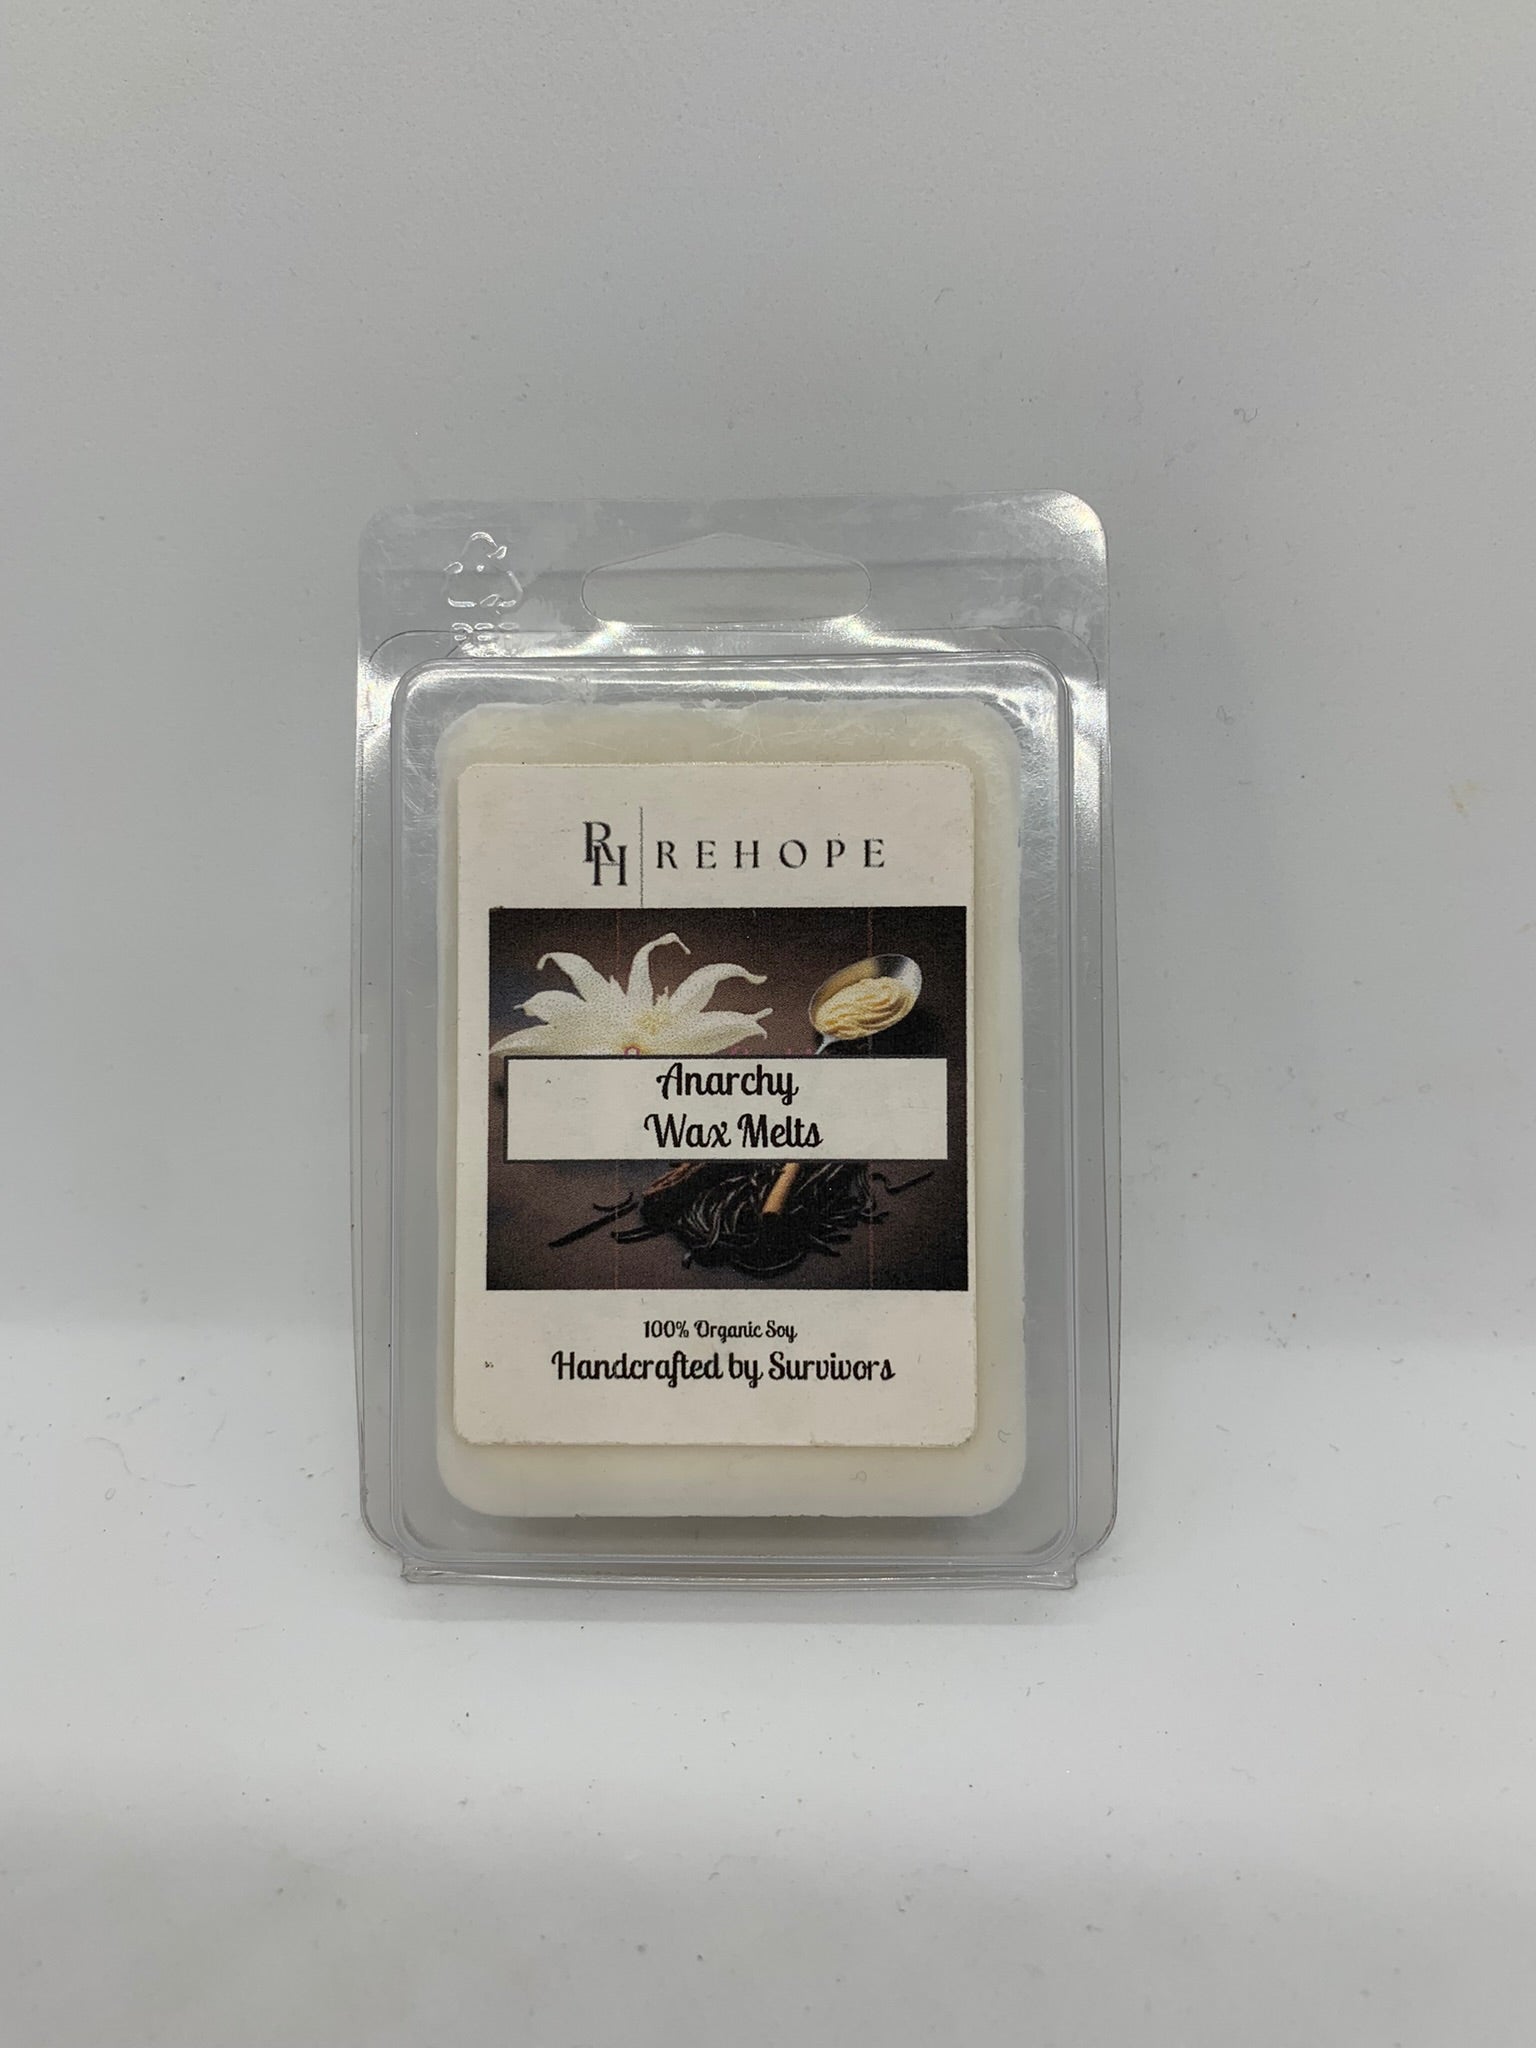 RH REHOPE
Anarchy
Wax Melts
100% Organic Soy
Handcrafted by Survivors